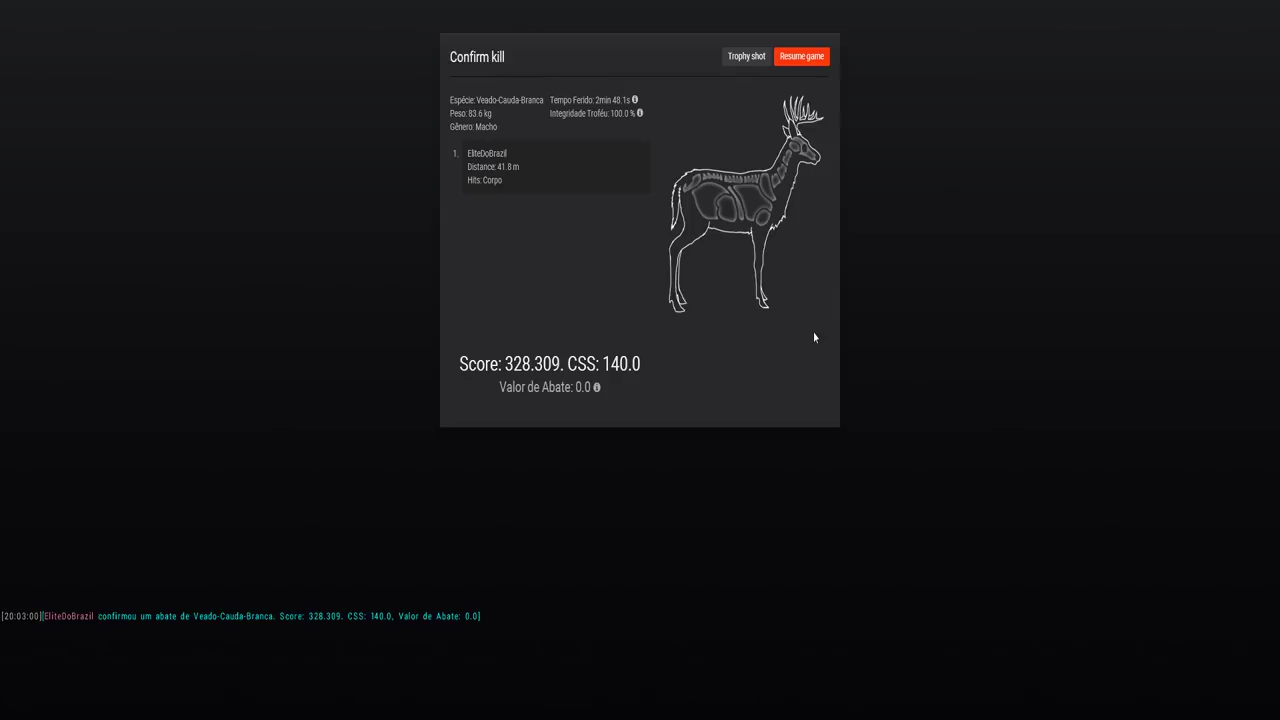 Confirm kill
Trophy shot
Resume game
Espécie: Veado-Cauda-Branca
Peso: 83.6 kg
Gênero: Macho
Tempo Ferido: 2min 48.1s
Integridade Troféu: 100.0 %
1. EliteDoBrazil
Distance: 41.8 m
Hits: Corpo
Score: 328.309. CSS: 140.0
Valor de Abate: 0.0
[20:03:00][EliteDoBrazil confirmou um abate de Veado-Cauda-Branca. Score: 328.309. CSS: 140.0, Valor de Abate: 0.0]